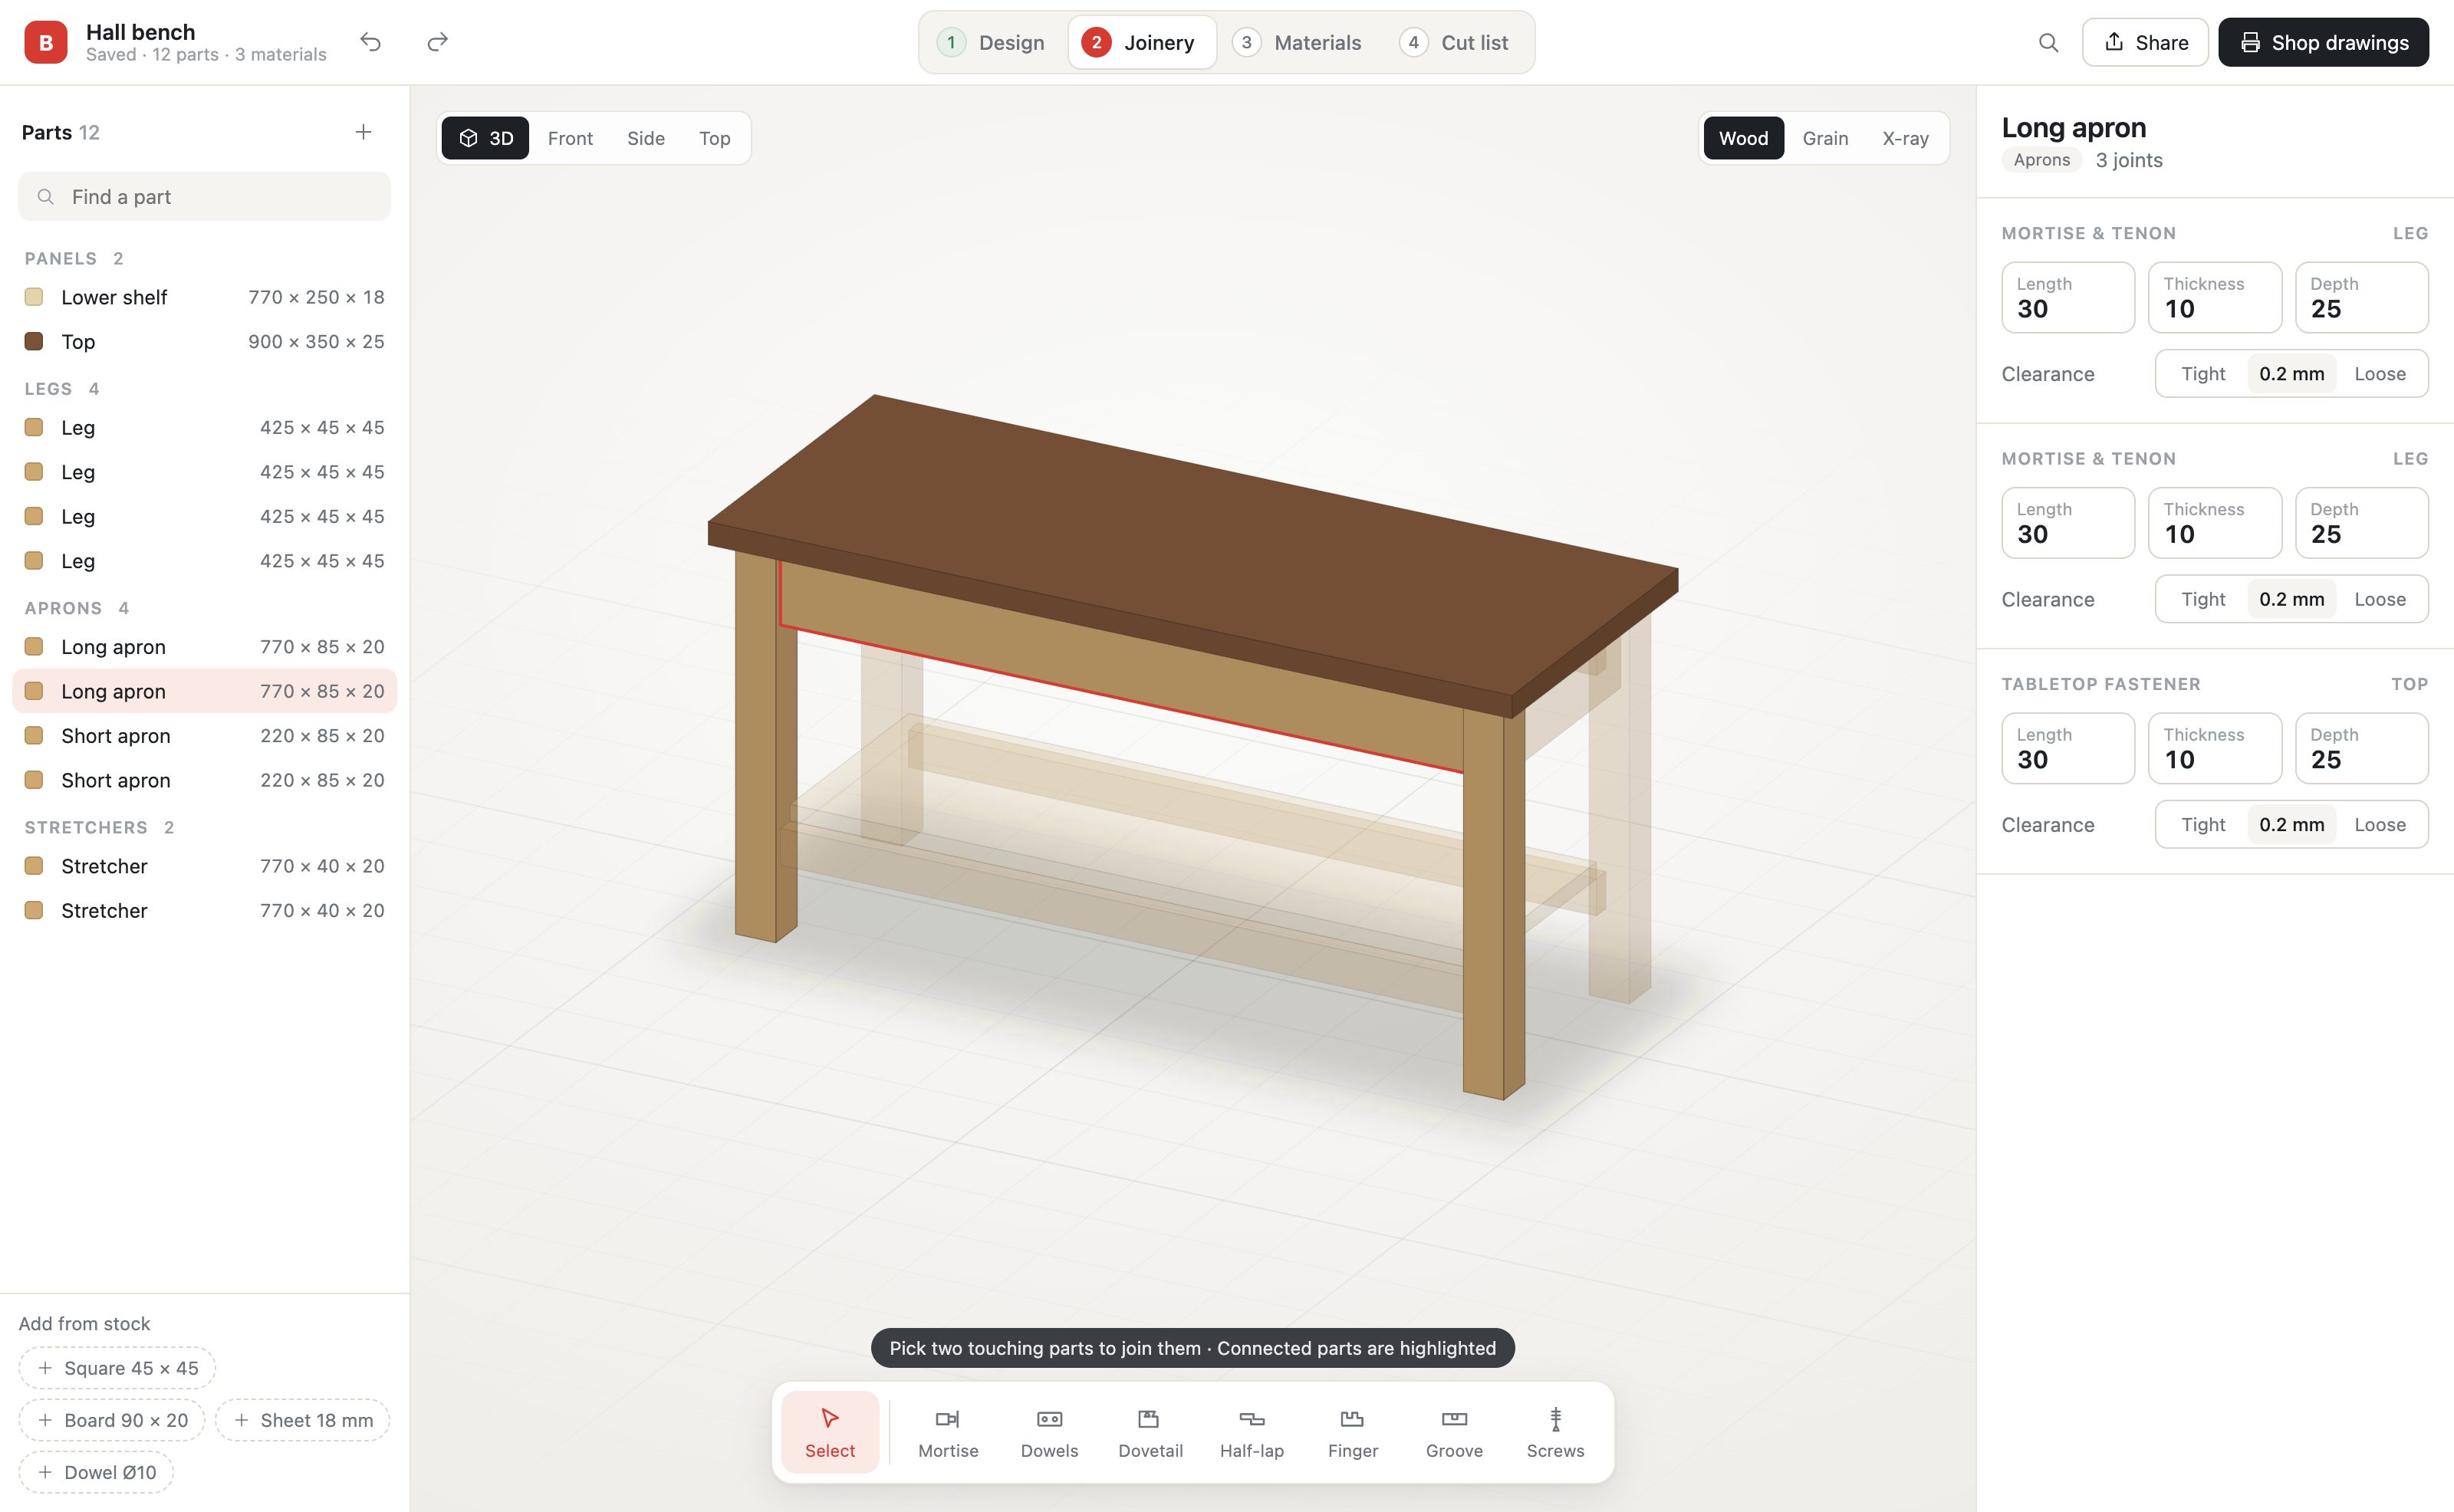 B
Hall bench
Saved · 12 parts · 3 materials
1 Design
2 Joinery
3 Materials
4 Cut list
Share
Shop drawings
Parts 12
Find a part
PANELS 2
Lower shelf 770 × 250 × 18
Top 900 × 350 × 25
LEGS 4
Leg 425 × 45 × 45
Leg 425 × 45 × 45
Leg 425 × 45 × 45
Leg 425 × 45 × 45
APRONS 4
Long apron 770 × 85 × 20
Long apron 770 × 85 × 20
Short apron 220 × 85 × 20
Short apron 220 × 85 × 20
STRETCHERS 2
Stretcher 770 × 40 × 20
Stretcher 770 × 40 × 20
Add from stock
+ Square 45 × 45
+ Board 90 × 20
+ Sheet 18 mm
+ Dowel Ø10
3D Front Side Top
Wood Grain X-ray
Pick two touching parts to join them · Connected parts are highlighted
Select Mortise Dowels Dovetail Half-lap Finger Groove Screws
Long apron
Aprons 3 joints
MORTISE & TENON LEG
Length Thickness Depth
30 10 25
Clearance Tight 0.2 mm Loose
MORTISE & TENON LEG
Length Thickness Depth
30 10 25
Clearance Tight 0.2 mm Loose
TABLETOP FASTENER TOP
Length Thickness Depth
30 10 25
Clearance Tight 0.2 mm Loose